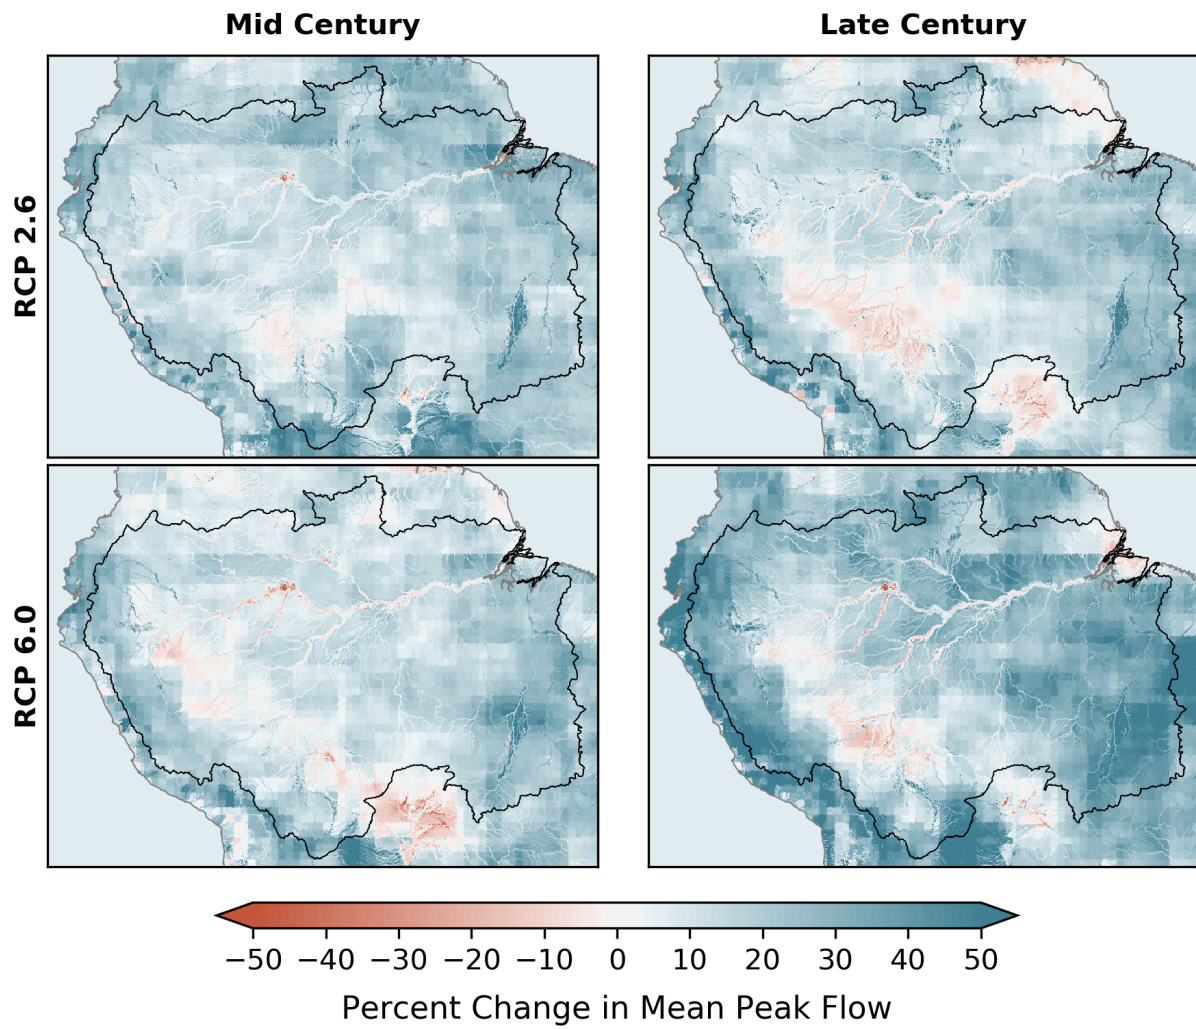 Mid Century
Late Century
RCP 2.6
RCP 6.0
−50 −40 −30 −20 −10 0 10 20 30 40 50
Percent Change in Mean Peak Flow